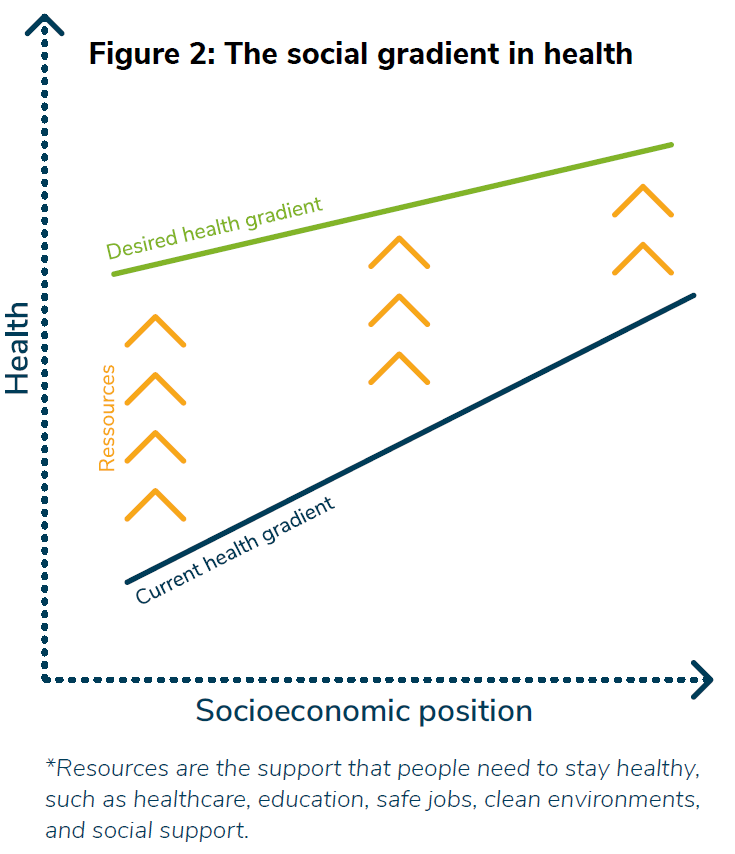 Figure 2: The social gradient in health
Desired health gradient
Health
Ressources
Current health gradient
Socioeconomic position
*Resources are the support that people need to stay healthy,
such as healthcare, education, safe jobs, clean environments,
and social support.